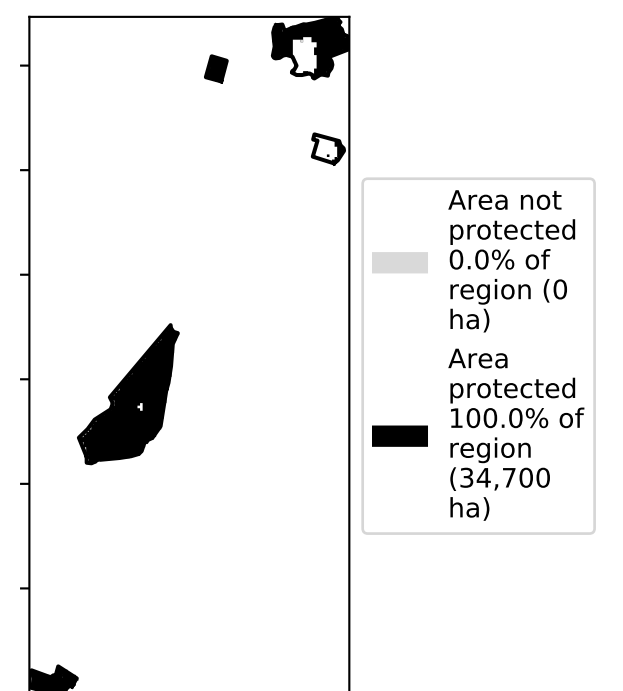 Area not
protected
0.0% of
region (0
ha)
Area
protected
100.0% of
region
(34,700
ha)